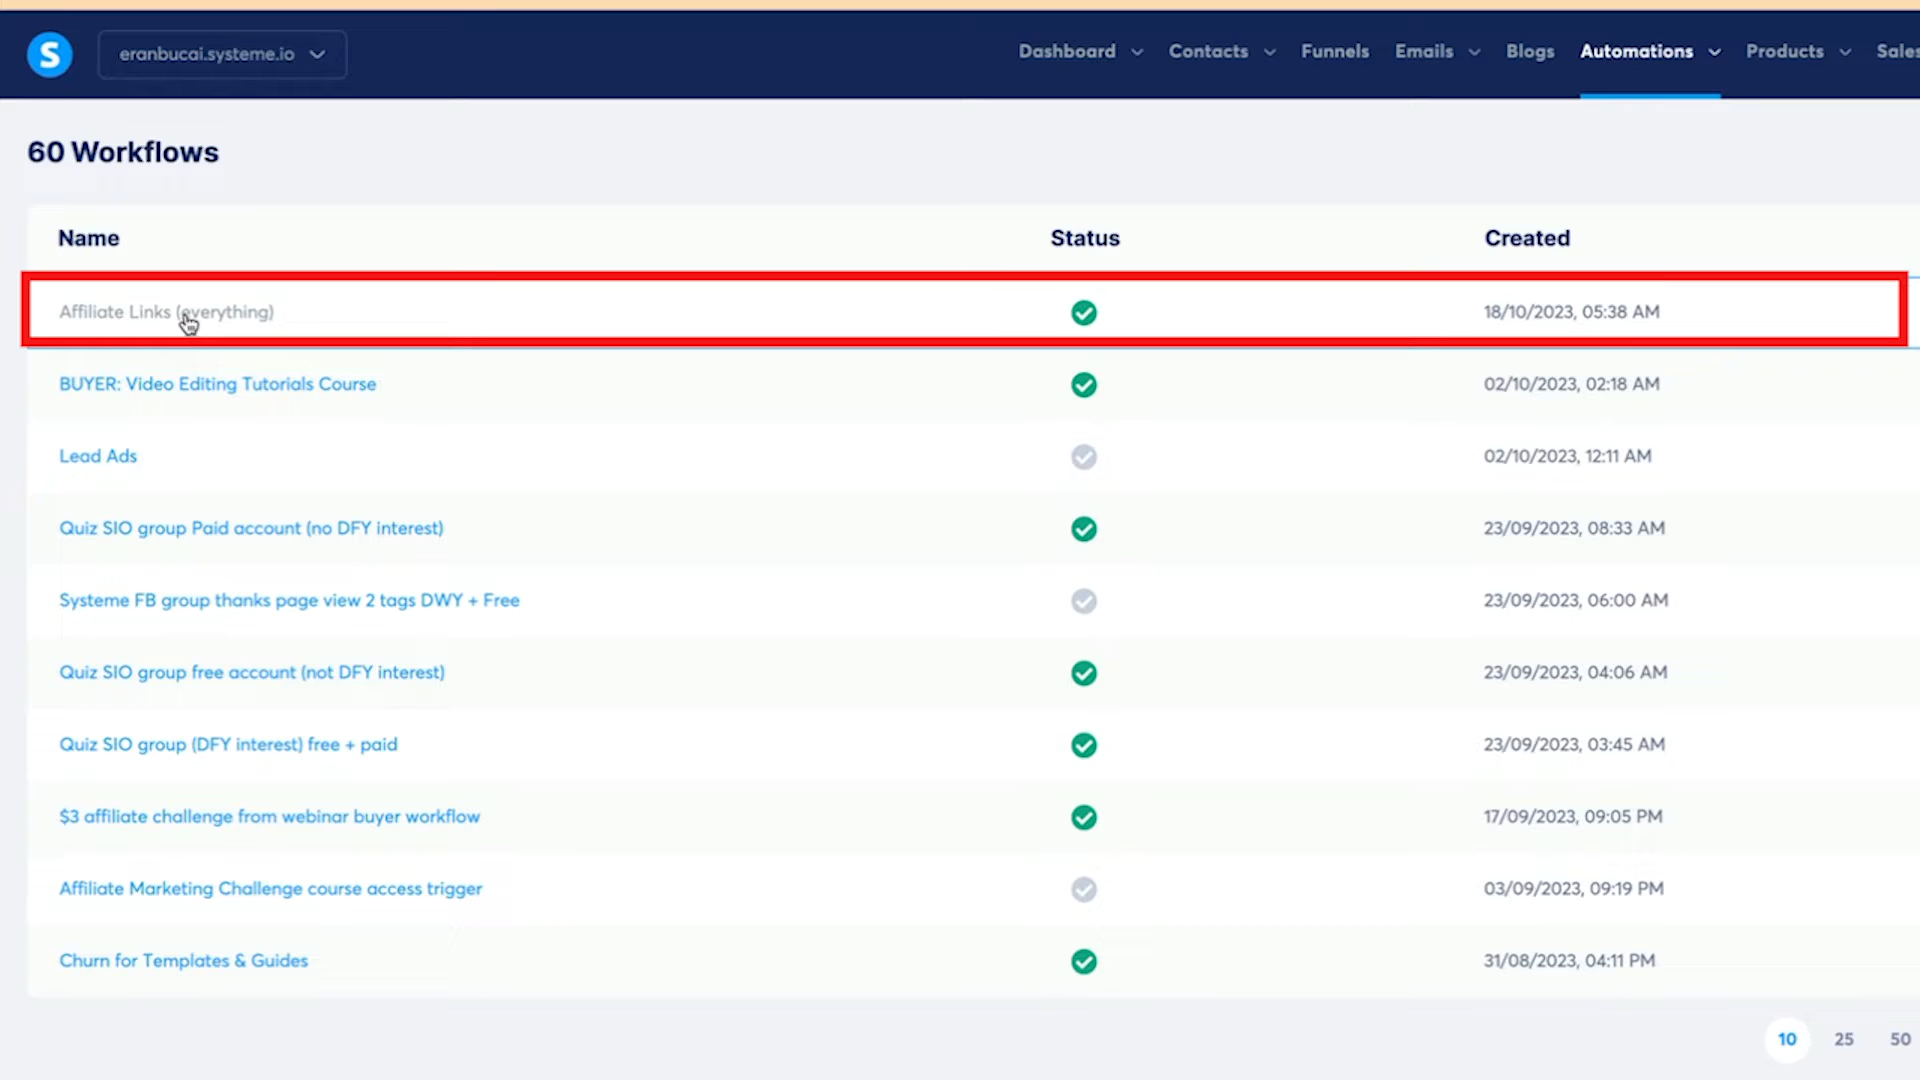 S eranbucai.systeme.io Dashboard Contacts Funnels Emails Blogs Automations Products Sales
60 Workflows
Name Status Created
Affiliate Links (everything) 18/10/2023, 05:38 AM
BUYER: Video Editing Tutorials Course 02/10/2023, 02:18 AM
Lead Ads 02/10/2023, 12:11 AM
Quiz SIO group Paid account (no DFY interest) 23/09/2023, 08:33 AM
Systeme FB group thanks page view 2 tags DWY + Free 23/09/2023, 06:00 AM
Quiz SIO group free account (not DFY interest) 23/09/2023, 04:06 AM
Quiz SIO group (DFY interest) free + paid 23/09/2023, 03:45 AM
$3 affiliate challenge from webinar buyer workflow 17/09/2023, 09:05 PM
Affiliate Marketing Challenge course access trigger 03/09/2023, 09:19 PM
Churn for Templates & Guides 31/08/2023, 04:11 PM
10 25 50